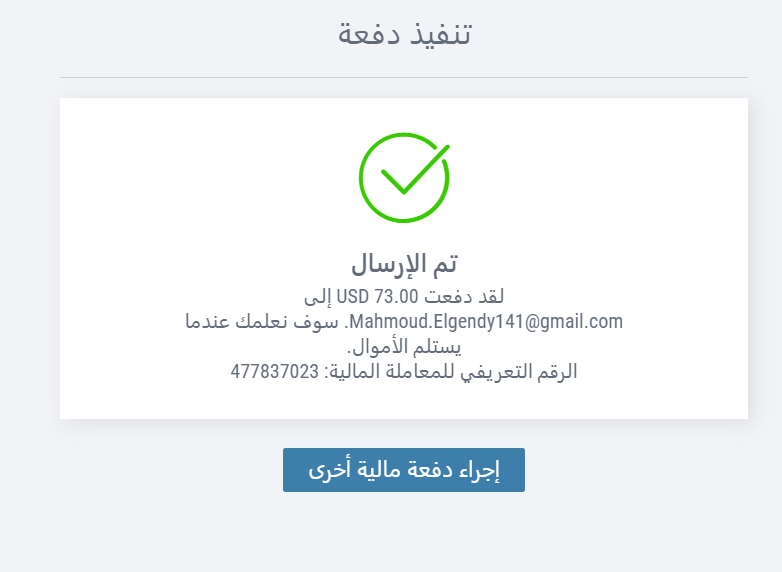 تنفيذ دفعة
تم الإرسال
لقد دفعت 73.00 USD إلى
Mahmoud.Elgendy141@gmail.com. سوف نعلمك عندما
يستلم الأموال.
الرقم التعريفي للمعاملة المالية: 477837023
إجراء دفعة مالية أخرى